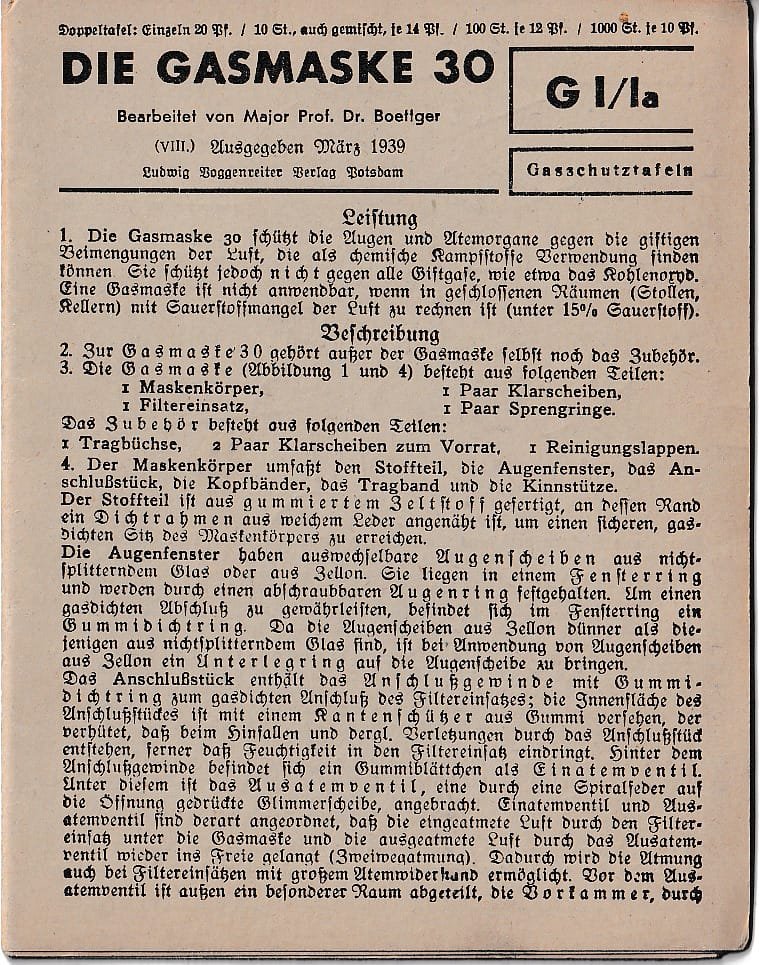 Doppeltafel: Einzeln 20 Pf. / 10 St., auch gemischt, je 14 Pf. / 100 St. je 12 Pf. / 1000 St. je 10 Pf.
DIE GASMASKE 30
G I/Ia
Bearbeitet von Major Prof. Dr. Boettger
(VIII.) Ausgegeben März 1939
Ludwig Voggenreiter Verlag Potsdam
Gasschutztafeln
Leistung
1. Die Gasmaske 30 schützt die Augen und Atemorgane gegen die giftigen
Beimengungen der Luft, die als chemische Kampfstoffe Verwendung finden
können. Sie schützt jedoch nicht gegen alle Giftgase, wie etwa das Kohlenoxyd.
Eine Gasmaske ist nicht anwendbar, wenn in geschlossenen Räumen (Stollen,
Kellern) mit Sauerstoffmangel der Luft zu rechnen ist (unter 15% Sauerstoff).
Beschreibung
2. Zur Gasmaske 30 gehört außer der Gasmaske selbst noch das Zubehör.
3. Die Gasmaske (Abbildung 1 und 4) besteht aus folgenden Teilen:
1 Maskenkörper, 1 Paar Klarscheiben,
1 Filtereinsatz, 1 Paar Sprengringe.
Das Zubehör besteht aus folgenden Teilen:
1 Tragbüchse, 2 Paar Klarscheiben zum Vorrat, 1 Reinigungslappen.
4. Der Maskenkörper umfaßt den Stoffteil, die Augenfenster, das An-
schlußstück, die Kopfbänder, das Tragband und die Kinnstütze.
Der Stoffteil ist aus gummiertem Zeltstoff gefertigt, an dessen Rand
ein Dichtrahmen aus weichem Leder angenäht ist, um einen sicheren, gas-
dichten Sitz des Maskenkörpers zu erreichen.
Die Augenfenster haben auswechselbare Augenscheiben aus nicht-
splitterndem Glas oder aus Zellon. Sie liegen in einem Fensterring
und werden durch einen abschraubbaren Augenring festgehalten. Um einen
gasdichten Abschluß zu gewährleisten, befindet sich im Fensterring ein
Gummidichtring. Da die Augenscheiben aus Zellon dünner als die-
jenigen aus nichtsplitterndem Glas sind, ist bei Anwendung von Augenscheiben
aus Zellon ein Unterlegring auf die Augenscheibe zu bringen.
Das Anschlußstück enthält das Anschlußgewinde mit Gummi-
dichtring zum gasdichten Anschluß des Filtereinsatzes; die Innenfläche des
Anschlußstückes ist mit einem Kantenschützer aus Gummi versehen, der
verhütet, daß beim Hinfallen und dergl. Verletzungen durch das Anschlußstück
entstehen, ferner daß Feuchtigkeit in den Filtereinsatz eindringt. Hinter dem
Anschlußgewinde befindet sich ein Gummiblättchen als Einatemventil.
Unter diesem ist das Ausatemventil, eine durch eine Spiralfeder auf
die Öffnung gedrückte Glimmerscheibe, angebracht. Einatemventil und Aus-
atemventil sind derart angeordnet, daß die eingeatmete Luft durch den Filter-
einsatz unter die Gasmaske und die ausgeatmete Luft durch das Ausatem-
ventil wieder ins Freie gelangt (Zweiwegatmung). Dadurch wird die Atmung
auch bei Filtereinsätzen mit großem Atemwiderstand ermöglicht. Vor dem Aus-
atemventil ist außen ein besonderer Raum abgeteilt, die Vorkammer, durch